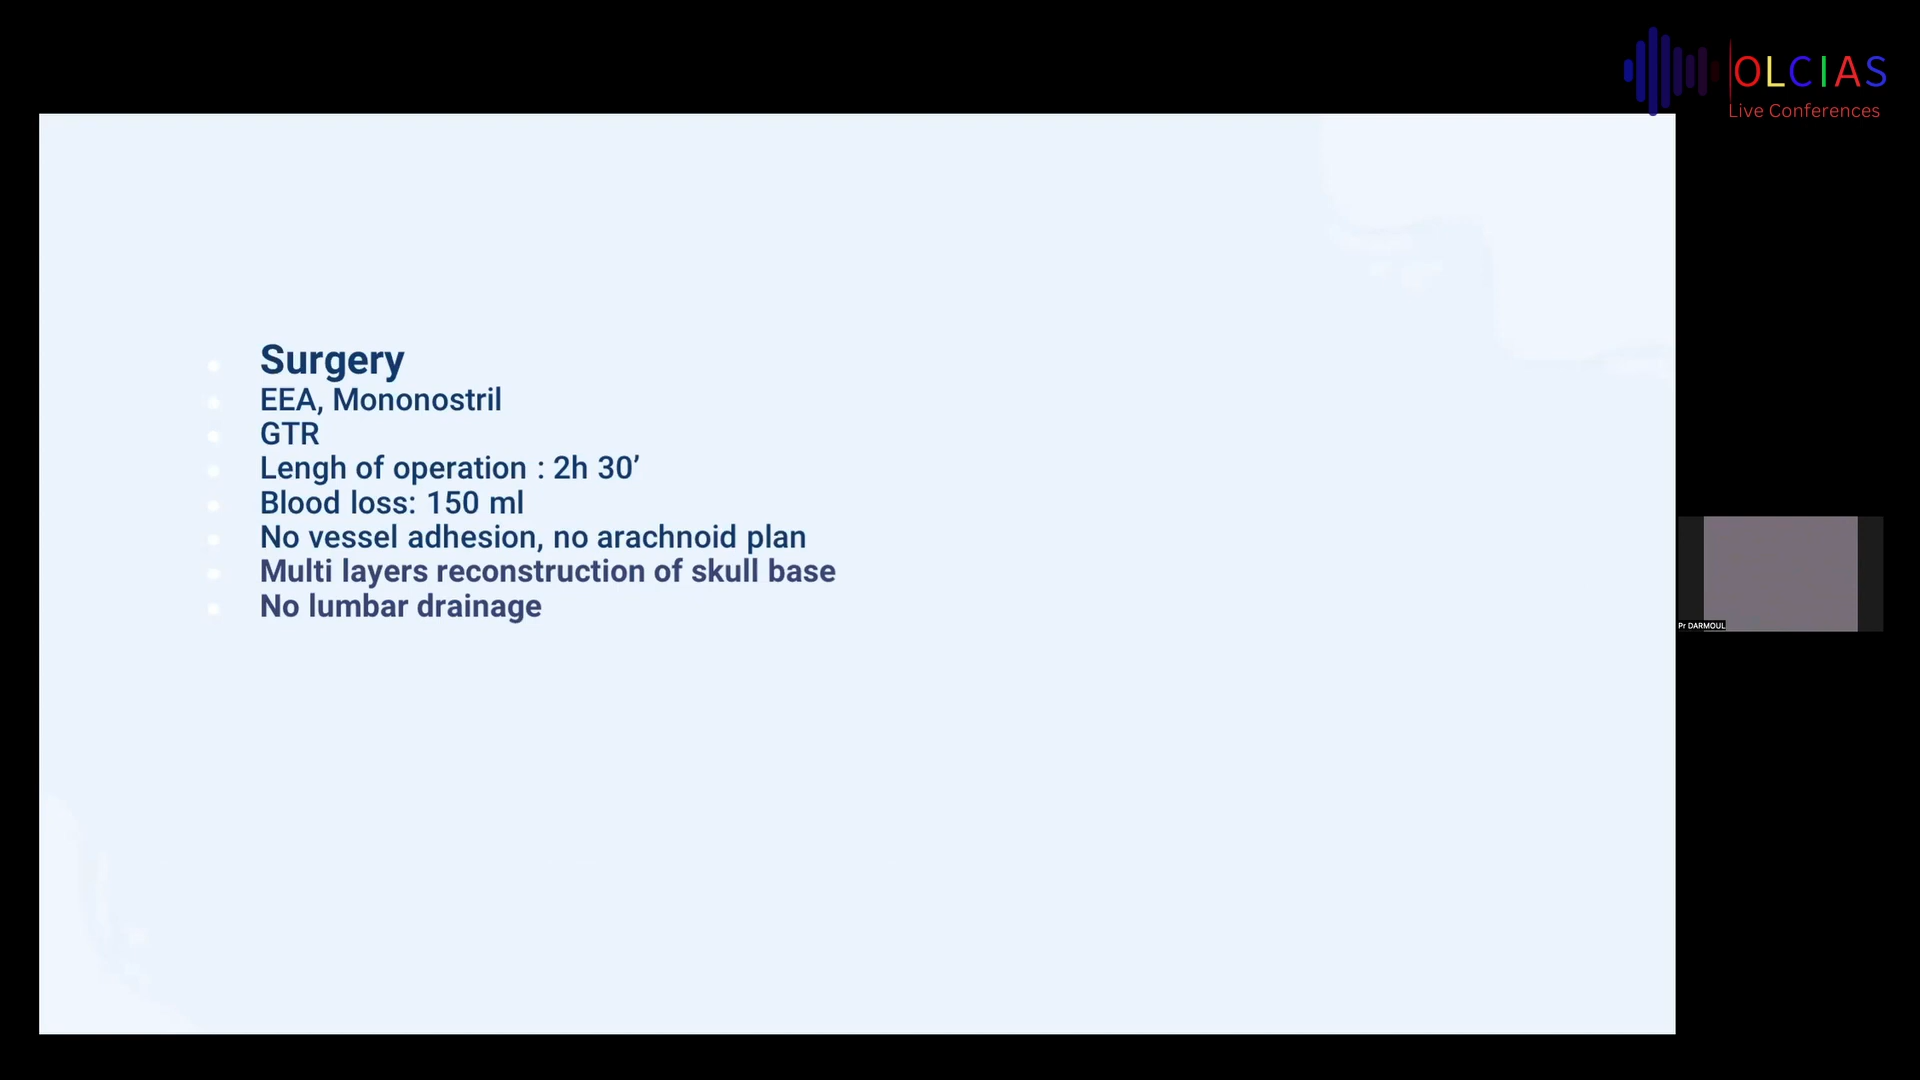 OLCIAS
Live Conferences
Surgery
EEA, Mononostril
GTR
Lengh of operation : 2h 30’
Blood loss: 150 ml
No vessel adhesion, no arachnoid plan
Multi layers reconstruction of skull base
No lumbar drainage
Pr DARMOUL